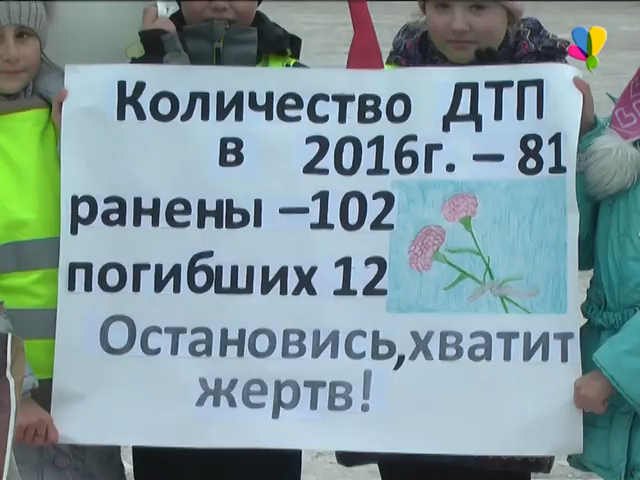 Количество ДТП
в 2016г. – 81
ранены –102
погибших 12
Остановись,хватит
жертв!